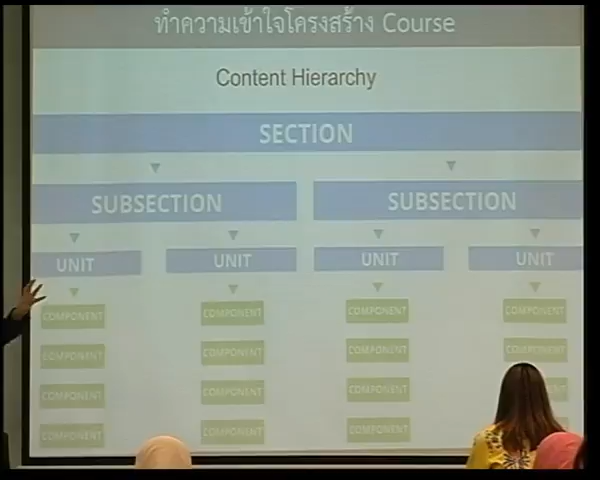 ทำความเข้าใจโครงสร้าง Course
Content Hierarchy
SECTION
SUBSECTION SUBSECTION
UNIT UNIT UNIT UNIT
COMPONENT COMPONENT COMPONENT COMPONENT
COMPONENT COMPONENT COMPONENT COMPONENT
COMPONENT COMPONENT COMPONENT
COMPONENT COMPONENT COMPONENT